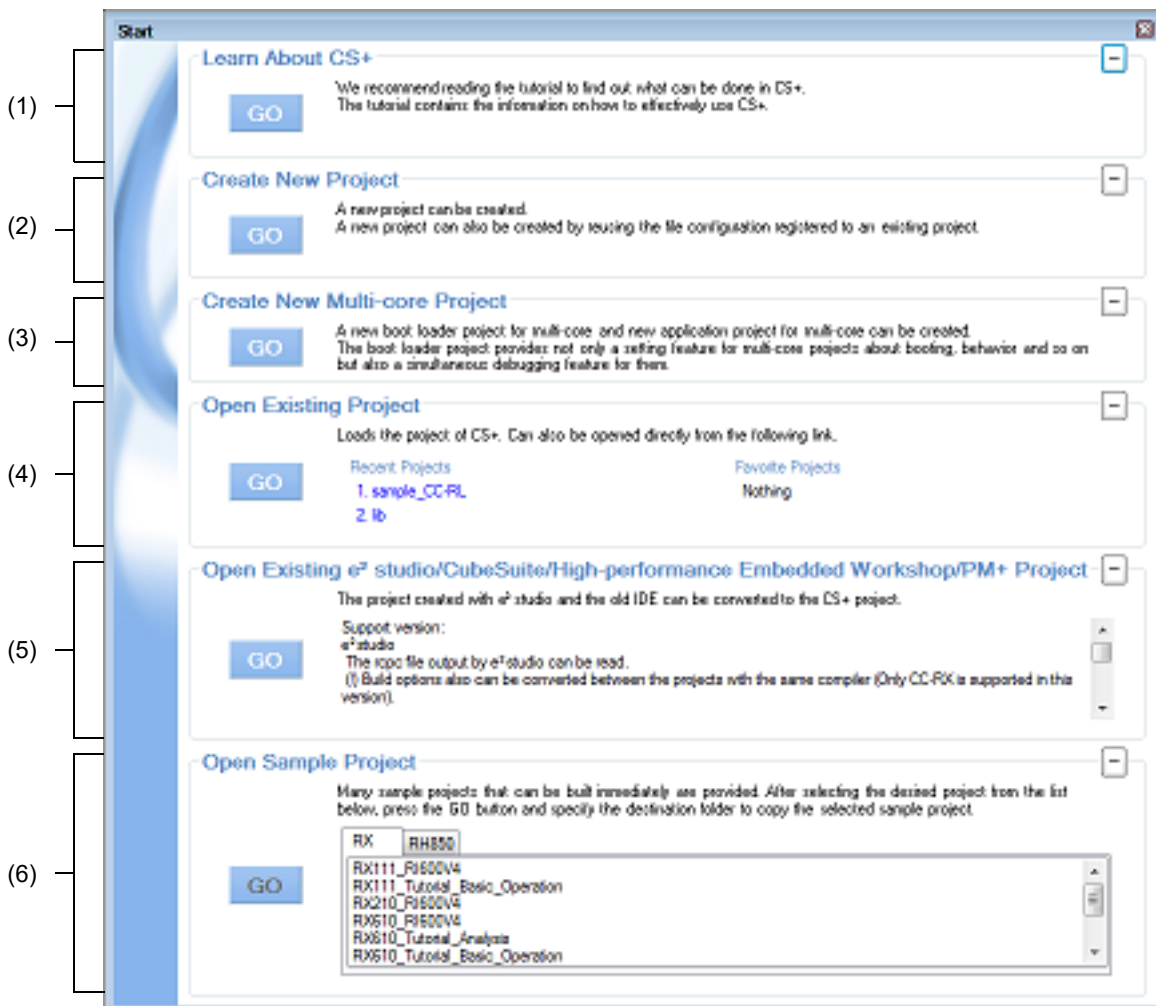 Start
(1)
Learn About CS+
GO
We recommend reading the tutorial to find out what can be done in CS+.
The tutorial contains the information on how to effectively use CS+.
(2)
Create New Project
GO
A new project can be created.
A new project can also be created by reusing the file configuration registered to an existing project.
(3)
Create New Multi-core Project
GO
A new boot loader project for multi-core and new application project for multi-core can be created.
The boot loader project provides not only a setting feature for multi-core projects about booting, behavior and so on
but also a simultaneous debugging feature for them.
(4)
Open Existing Project
GO
Loads the project of CS+. Can also be opened directly from the following link.
Recent Projects
1. sample_CC-RL
2. lib
Favorite Projects
Nothing
(5)
Open Existing e² studio/CubeSuite/High-performance Embedded Workshop/PM+ Project
GO
The project created with e² studio and the old IDE can be converted to the CS+ project.
Support version:
e² studio
The rcpc file output by e² studio can be read.
(!) Build options also can be converted between the projects with the same compiler (Only CC-RX is supported in this
version).
(6)
Open Sample Project
GO
Many sample projects that can be built immediately are provided. After selecting the desired project from the list
below, press the GO button and specify the destination folder to copy the selected sample project.
RX
RH850
RX111_RI600V4
RX111_Tutorial_Basic_Operation
RX210_RI600V4
RX610_RI600V4
RX610_Tutorial_Analysis
RX610_Tutorial_Basic_Operation